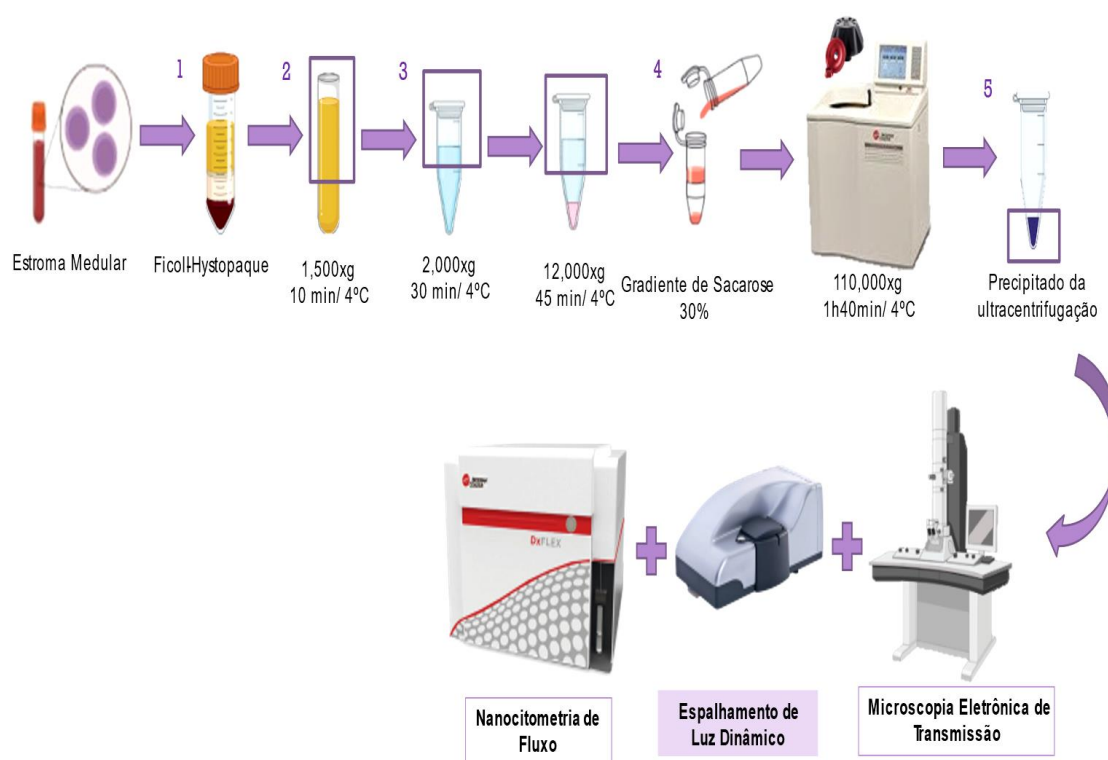 1
2
3
4
5
Estroma Medular
Ficoll-Hystopaque
1,500xg
10 min/ 4ºC
2,000xg
30 min/ 4ºC
12,000xg
45 min/ 4ºC
Gradiente de Sacarose
30%
110,000xg
1h40min/ 4ºC
Precipitado da
ultracentrifugação
DxFLEX
Nanocitometria de
Fluxo
Espalhamento de
Luz Dinâmico
Microscopia Eletrônica de
Transmissão